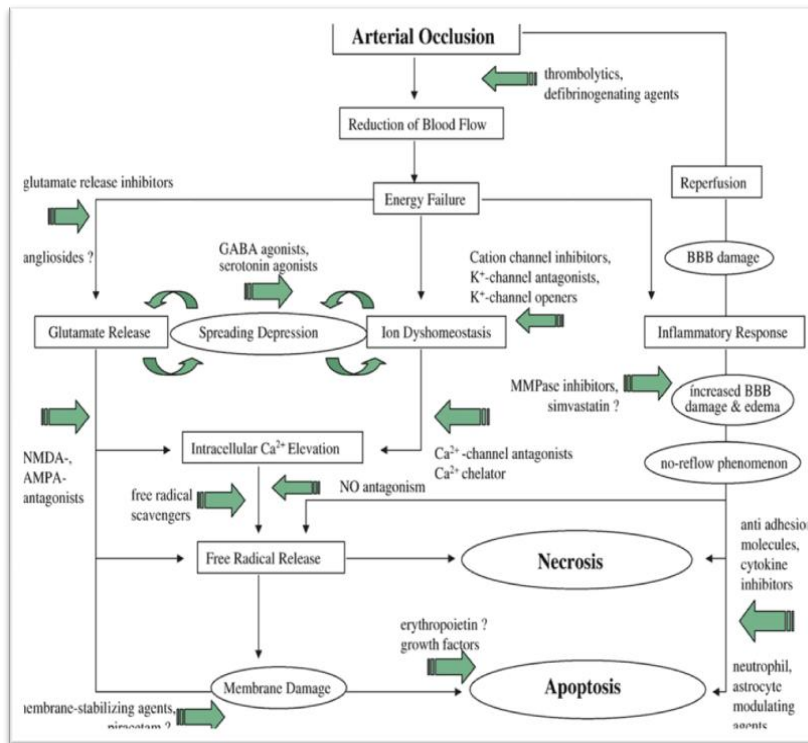 Arterial Occlusion
thrombolytics,
defibrinogenating agents
Reduction of Blood Flow
glutamate release inhibitors
Energy Failure
Reperfusion
angliosides ?
GABA agonists,
serotonin agonists
Cation channel inhibitors,
K⁺-channel antagonists,
K⁺-channel openers
BBB damage
Glutamate Release
Spreading Depression
Ion Dyshomeostasis
Inflammatory Response
MMPase inhibitors,
simvastatin ?
increased BBB
damage & edema
NMDA-,
AMPA-
antagonists
Intracellular Ca²⁺ Elevation
Ca²⁺ -channel antagonists
Ca²⁺ chelator
no-reflow phenomenon
free radical
scavengers
NO antagonism
anti adhesion
molecules,
cytokine
inhibitors
Free Radical Release
Necrosis
erythropoietin ?
growth factors
Membrane Damage
Apoptosis
neutrophil,
astrocyte
modulating
agents
membrane-stabilizing agents,
piracetam ?